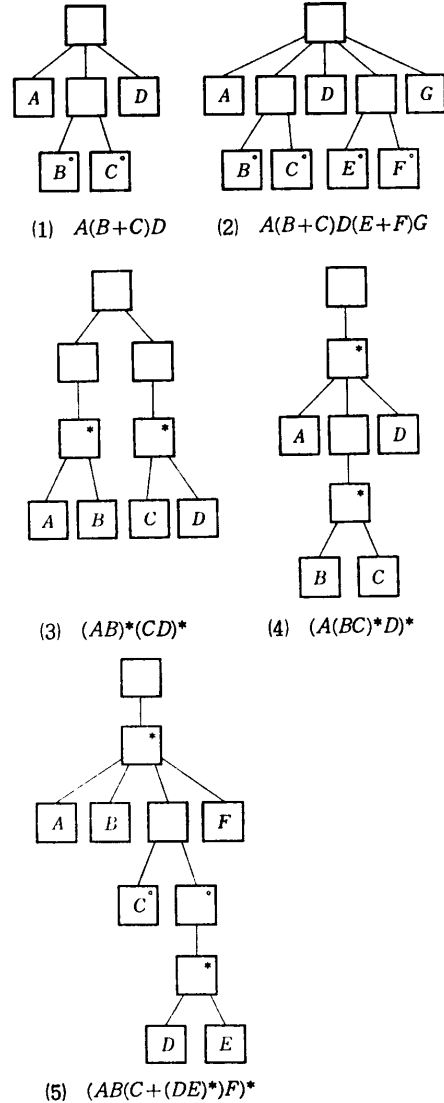 A D
B° C°
(1) A(B+C)D
A D G
B° C° E° F°
(2) A(B+C)D(E+F)G
* *
A B C D
(3) (AB)*(CD)*
*
A D
*
B C
(4) (A(BC)*D)*
*
A B F
C° °
*
D E
(5) (AB(C+(DE)*)F)*